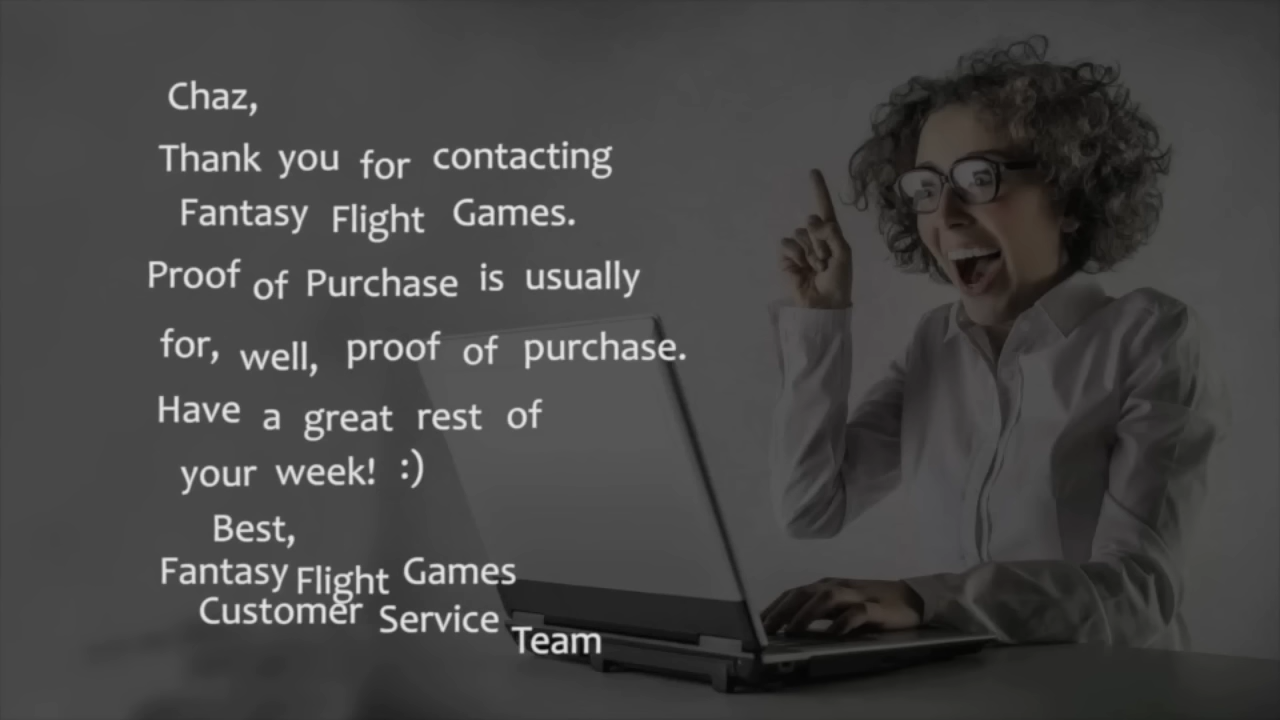 Chaz,
Thank you for contacting
Fantasy Flight Games.
Proof of Purchase is usually
for, well, proof of purchase.
Have a great rest of
your week! :)
Best,
Fantasy Flight Games
Customer Service Team